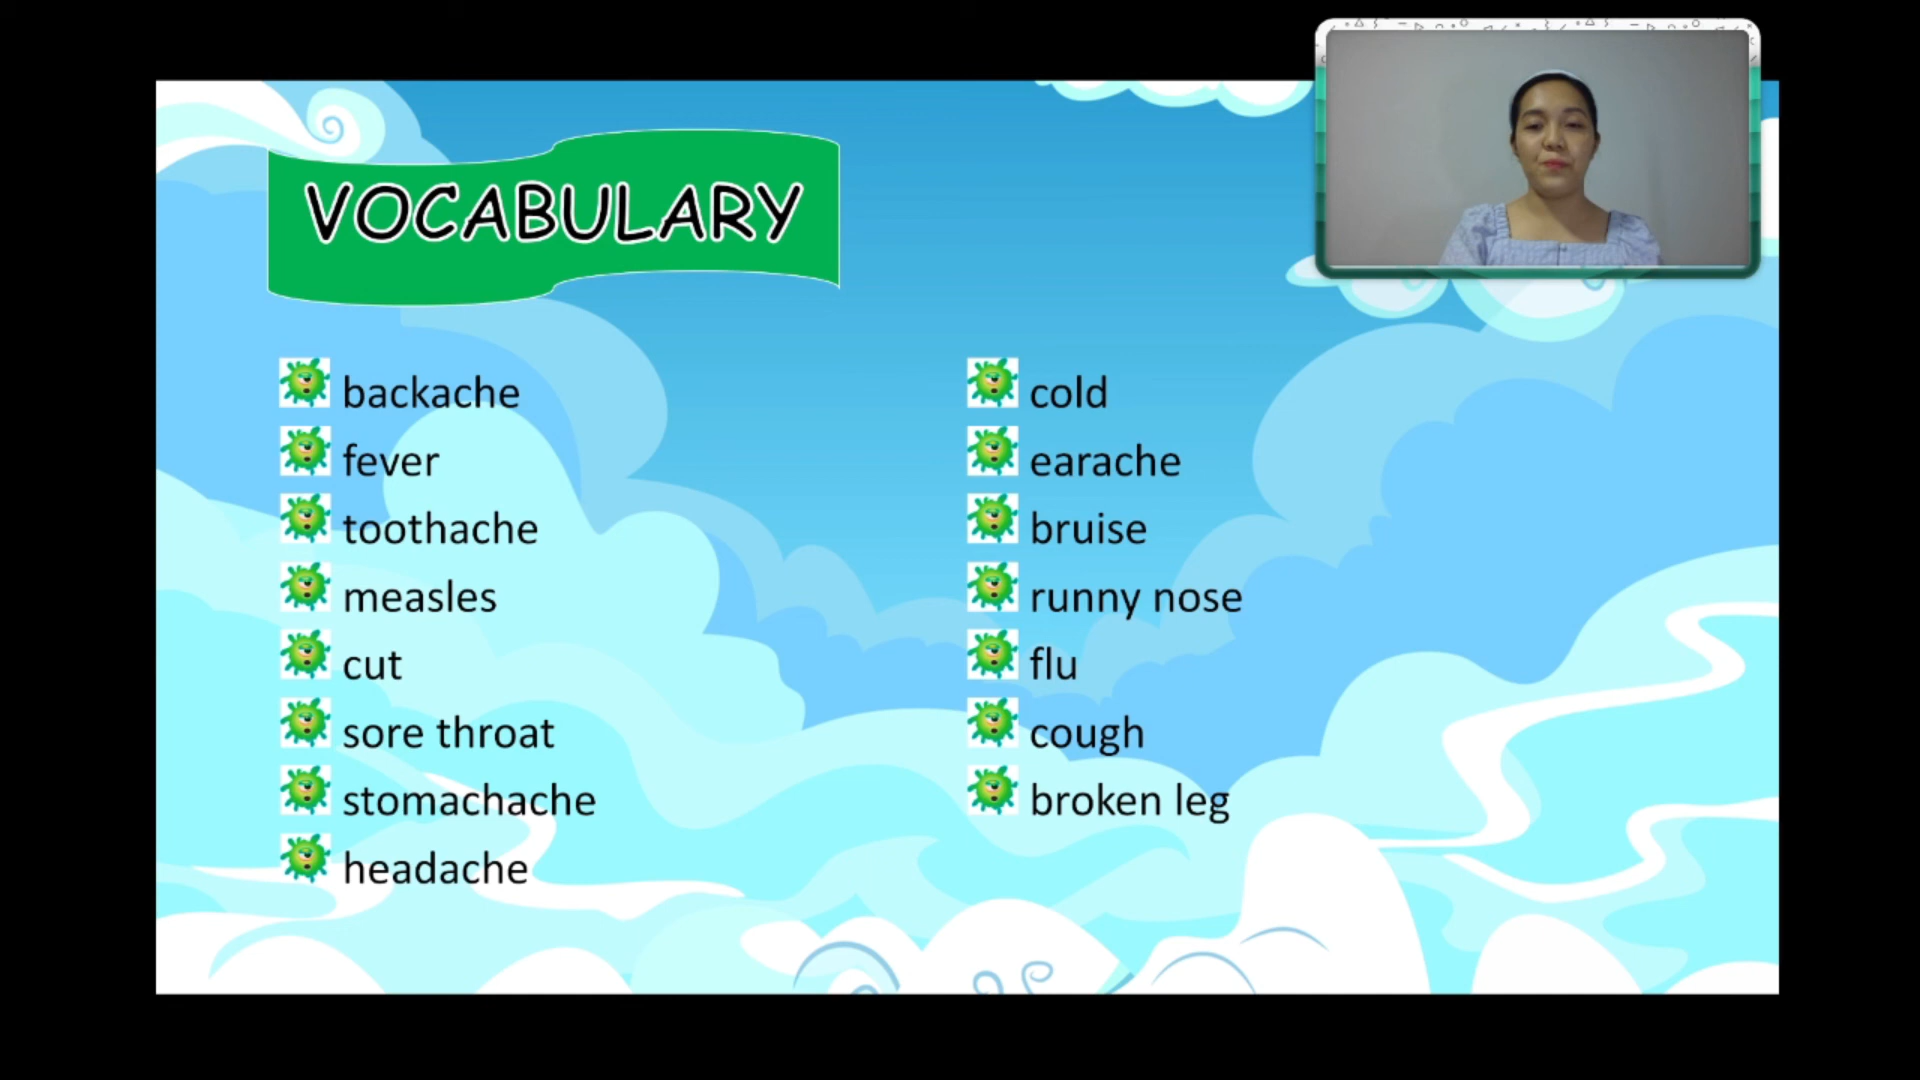 VOCABULARY
backache
fever
toothache
measles
cut
sore throat
stomachache
headache
cold
earache
bruise
runny nose
flu
cough
broken leg